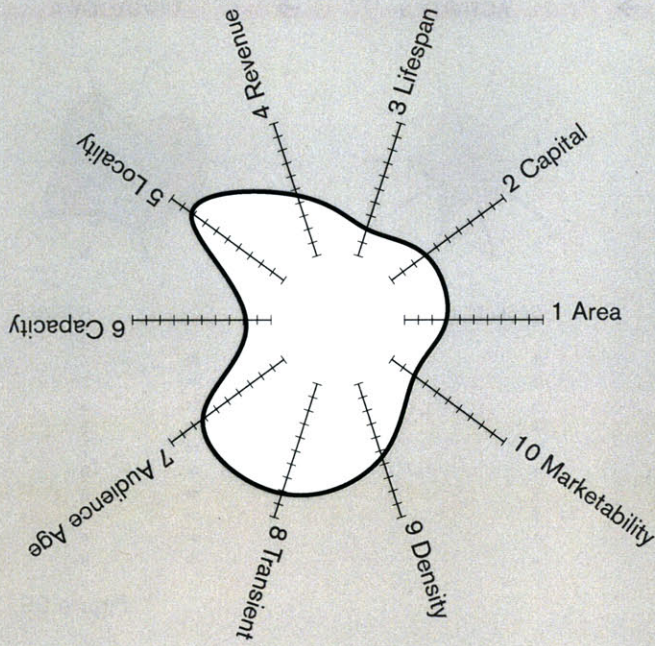 1 Area
2 Capital
3 Lifespan
4 Revenue
5 Locality
6 Capacity
7 Audience Age
8 Transient
9 Density
10 Marketability